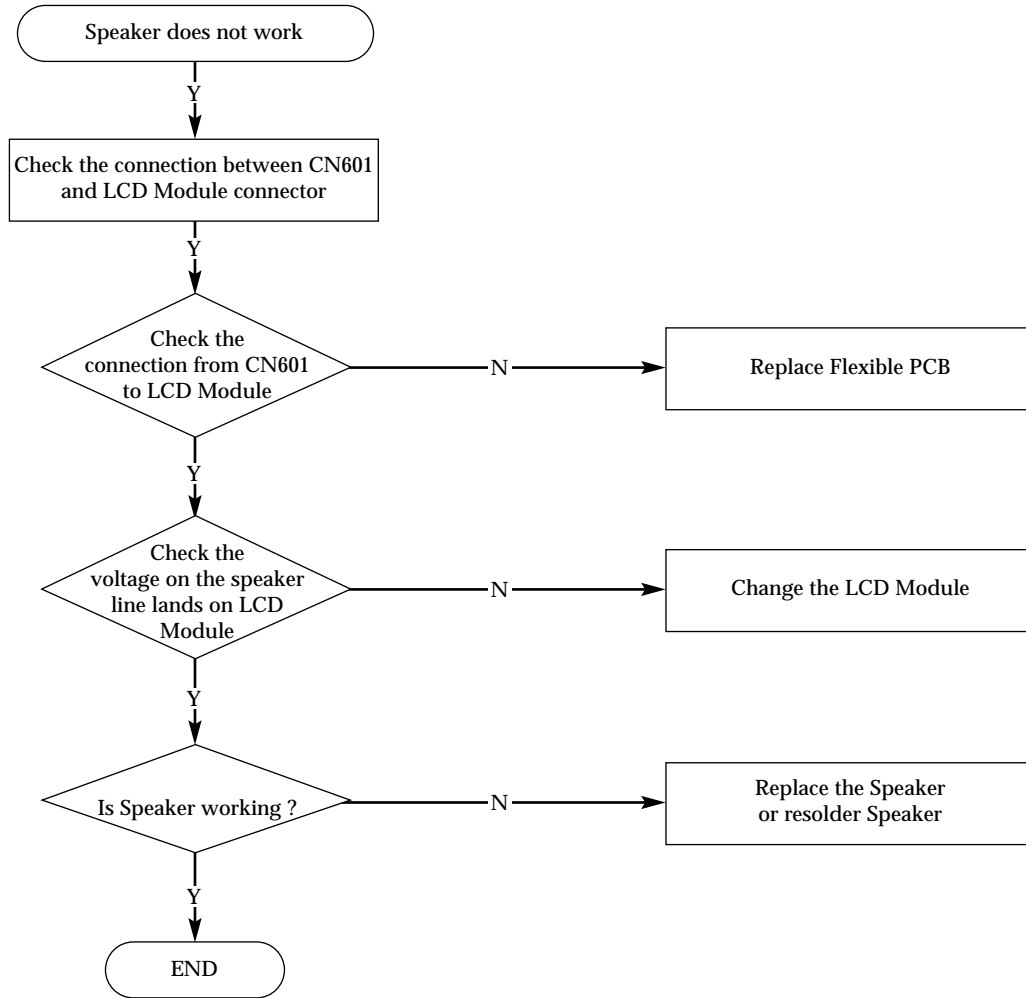 Speaker does not work
Y
Check the connection between CN601
and LCD Module connector
Y
Check the
connection from CN601
to LCD Module
N
Replace Flexible PCB
Y
Check the
voltage on the speaker
line lands on LCD
Module
N
Change the LCD Module
Y
Is Speaker working ?
N
Replace the Speaker
or resolder Speaker
Y
END